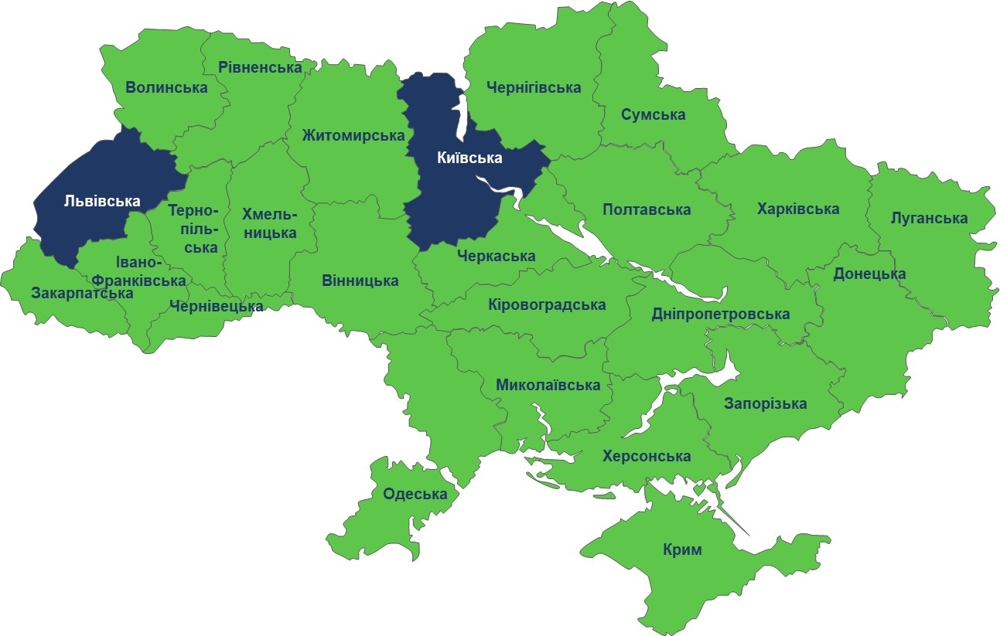 Рівненська
Волинська
Чернігівська
Сумська
Житомирська
Київська
Львівська
Терно-
піль-
ська
Хмель-
ницька
Полтавська
Харківська
Луганська
Черкаська
Івано-
Франківська
Закарпатська
Чернівецька
Вінницька
Кіровоградська
Донецька
Дніпропетровська
Миколаївська
Запорізька
Херсонська
Одеська
Крим